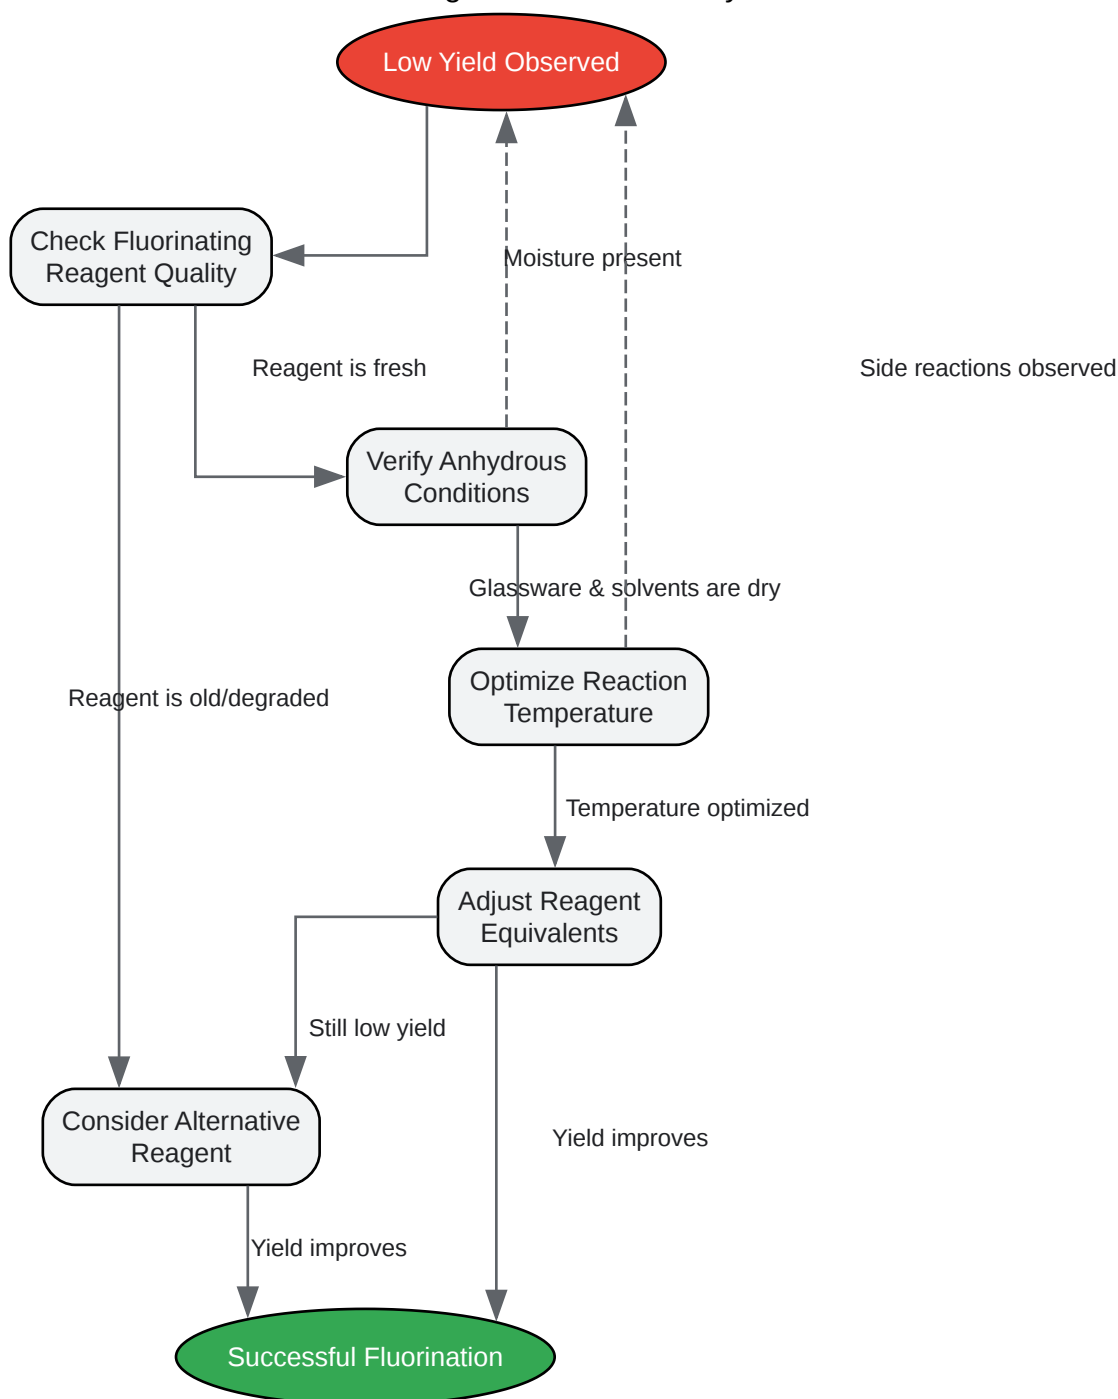 Low Yield Observed
Check Fluorinating
Reagent Quality
Moisture present
Reagent is fresh
Side reactions observed
Verify Anhydrous
Conditions
Glassware & solvents are dry
Optimize Reaction
Temperature
Reagent is old/degraded
Temperature optimized
Adjust Reagent
Equivalents
Still low yield
Consider Alternative
Reagent
Yield improves
Yield improves
Successful Fluorination